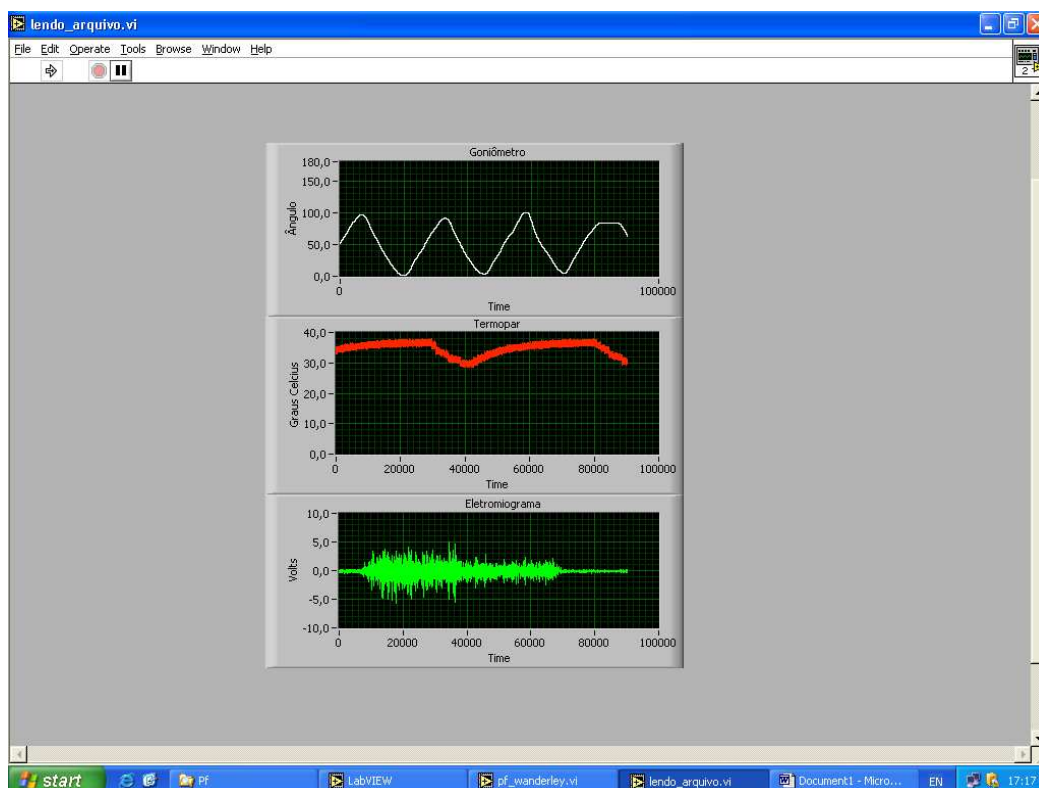 lendo_arquivo.vi
File Edit Operate Tools Browse Window Help
2
Goniômetro
180,0
150,0
100,0
50,0
0,0
Ângulo
0 100000
Time
Termopar
40,0
30,0
20,0
10,0
0,0
Graus Celcius
0 20000 40000 60000 80000 100000
Time
Eletromiograma
10,0
5,0
0,0
-5,0
-10,0
Volts
0 20000 40000 60000 80000 100000
Time
start Pf LabVIEW pf_wanderley.vi lendo_arquivo.vi Document1 - Micro... EN 17:17